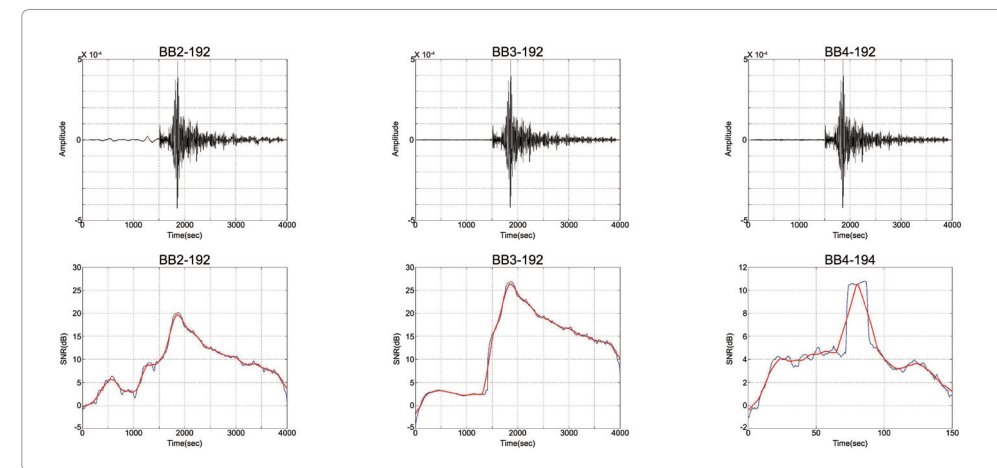 BB2-192
BB3-192
BB4-192
X 10⁻⁴
X 10⁻⁴
X 10⁻⁴
5
5
5
Amplitude
Amplitude
Amplitude
-5
-5
-5
0 1000 2000 3000 4000
0 1000 2000 3000 4000
0 1000 2000 3000 4000
Time(sec)
Time(sec)
Time(sec)
BB2-192
BB3-192
BB4-194
30
25
20
15
10
5
0
-5
SNR(dB)
0 1000 2000 3000 4000
Time(sec)
30
25
20
15
10
5
0
-5
SNR(dB)
0 1000 2000 3000 4000
Time(sec)
12
10
8
6
4
2
0
-2
SNR(dB)
0 50 100 150
Time(sec)